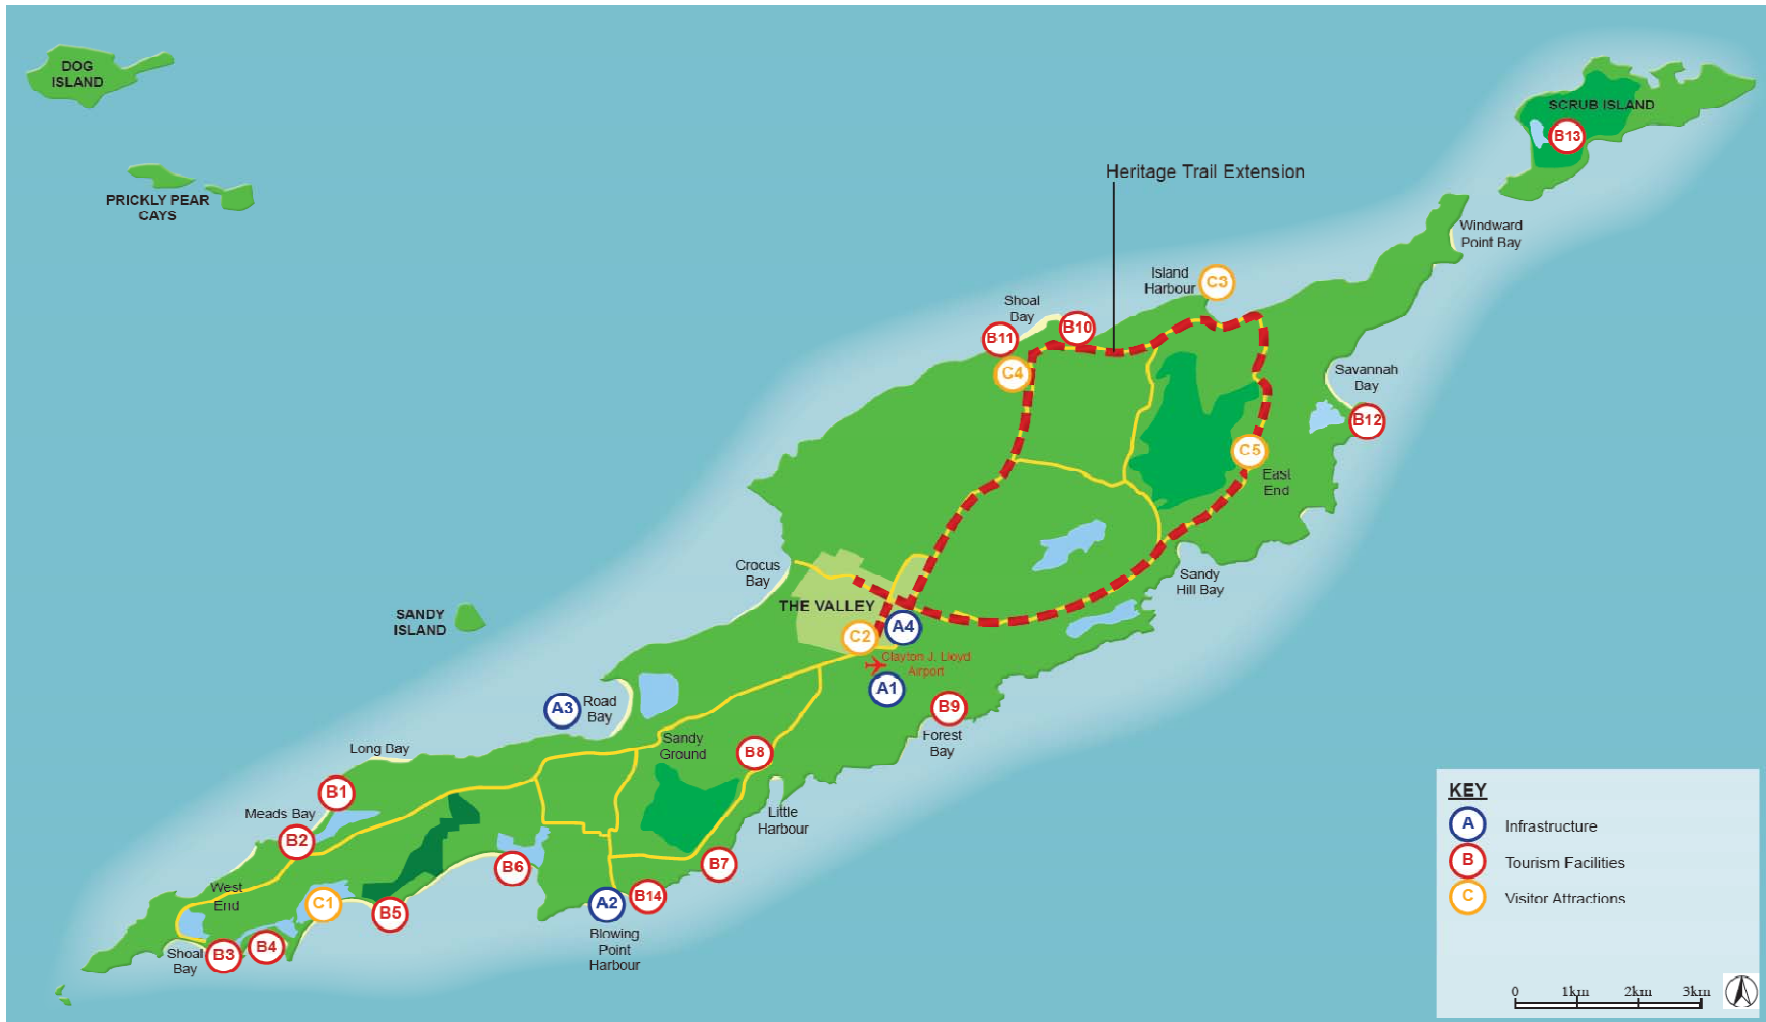 DOG
ISLAND
SCRUB ISLAND
B13
Heritage Trail Extension
PRICKLY PEAR
CAYS
Windward
Point Bay
Island
Harbour
C3
Shoal
Bay
B10
B11
C4
Savannah
Bay
B12
C5
East
End
Crocus
Bay
Sandy
Hill Bay
THE VALLEY
SANDY
ISLAND
A4
C2
Clayton J. Lloyd
Airport
A1
A3
Road
Bay
B9
Forest
Bay
Sandy
Ground
Long Bay
B8
B1
Meads Bay
Little
Harbour
B2
B6
B7
West
End
C1
B5
A2
B14
Blowing
Point
Harbour
Shoal
Bay
B3
B4
KEY
A Infrastructure
B Tourism Facilities
C Visitor Attractions
0 1km 2km 3km